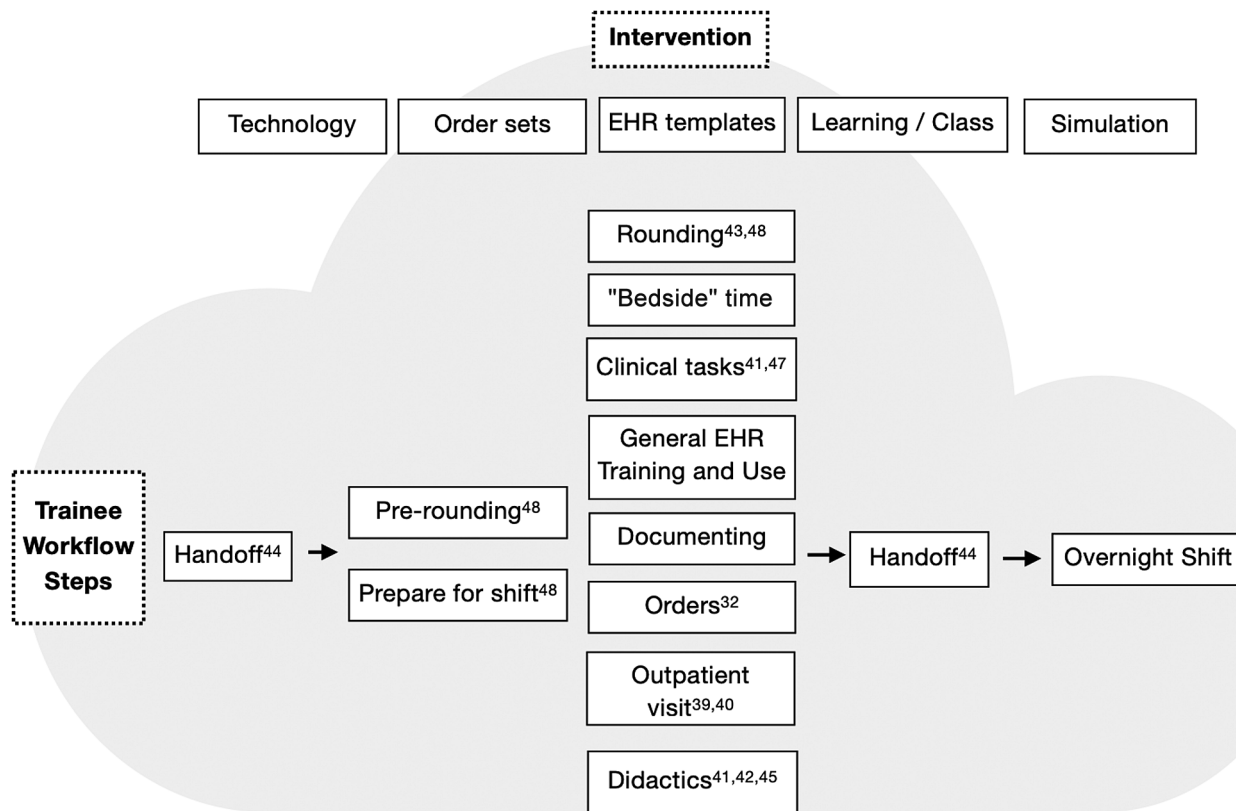 Intervention
Technology
Order sets
EHR templates
Learning / Class
Simulation
Rounding43,48
"Bedside" time
Clinical tasks41,47
General EHR
Training and Use
Documenting
Orders32
Outpatient
visit39,40
Didactics41,42,45
Trainee
Workflow
Steps
Handoff44
Pre-rounding48
Prepare for shift48
Handoff44
Overnight Shift